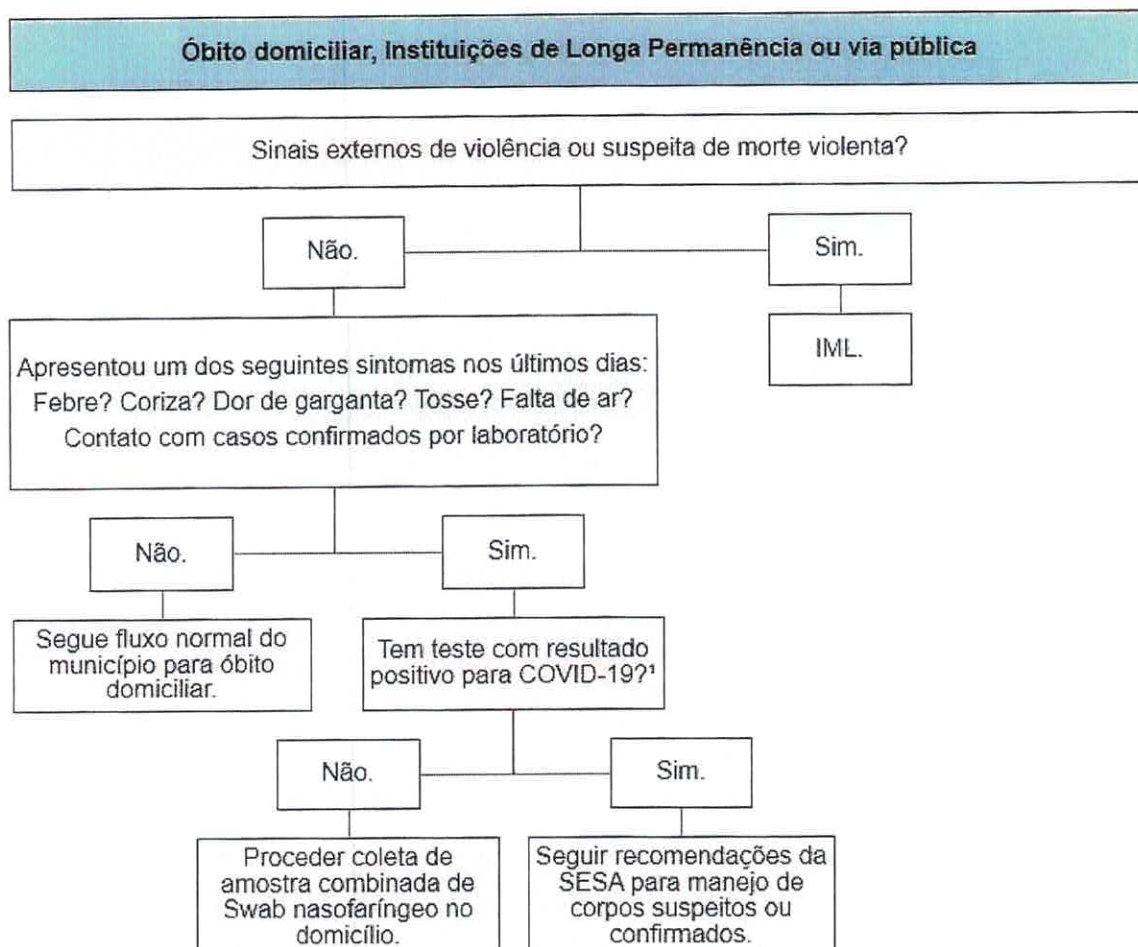 Óbito domiciliar, Instituições de Longa Permanência ou via pública
Sinais externos de violência ou suspeita de morte violenta?
Não.
Sim.
IML.
Apresentou um dos seguintes sintomas nos últimos dias:
Febre? Coriza? Dor de garganta? Tosse? Falta de ar?
Contato com casos confirmados por laboratório?
Não.
Sim.
Segue fluxo normal do
município para óbito
domiciliar.
Tem teste com resultado
positivo para COVID-19?¹
Não.
Sim.
Proceder coleta de
amostra combinada de
Swab nasofaríngeo no
domicílio.
Seguir recomendações da
SESA para manejo de
corpos suspeitos ou
confirmados.